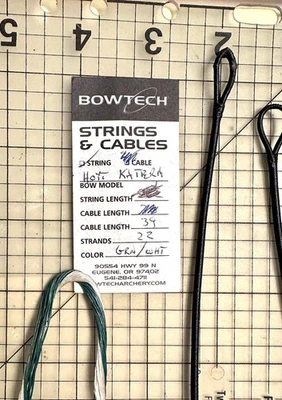 5 4 3 2
BOWTECH
STRINGS
& CABLES
STRING CABLE
HOYT KATERA
BOW MODEL
STRING LENGTH
CABLE LENGTH
CABLE LENGTH 39
STRANDS 22
COLOR GRN/WHT
90554 HWY 99 N
EUGENE, OR 97402
541-284-4711
BOWTECHARCHERY.COM